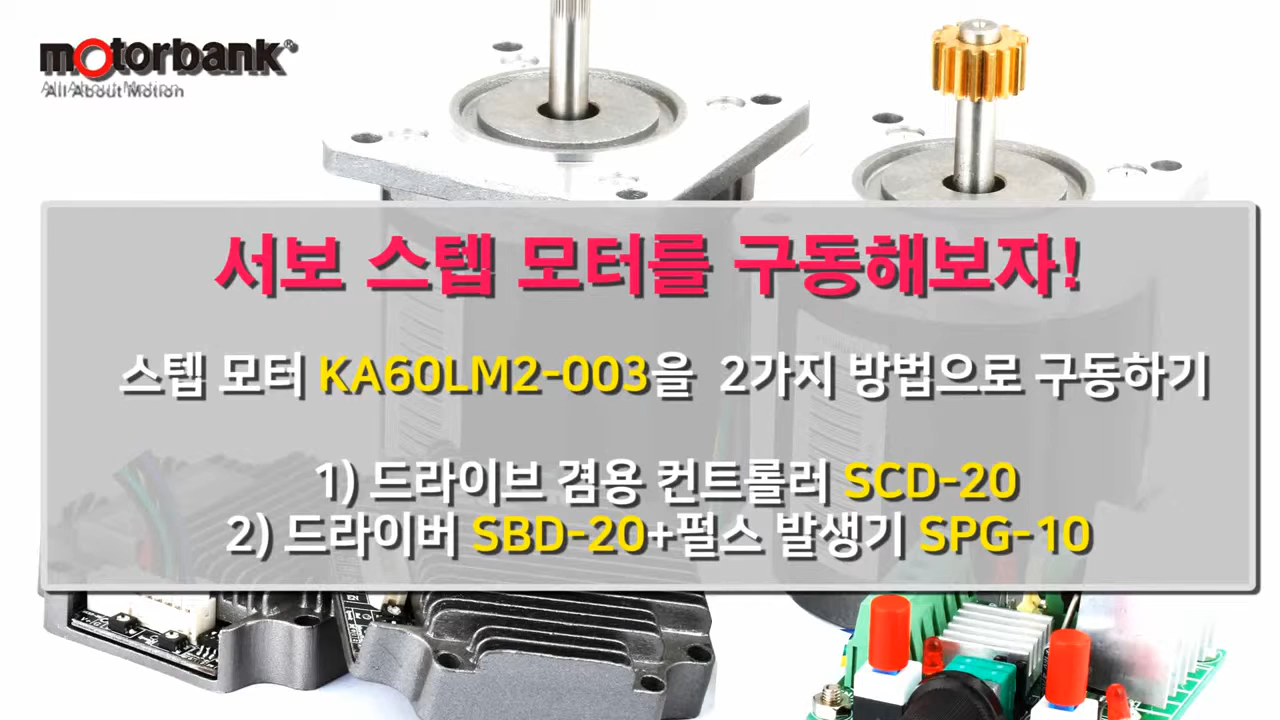 motorbank®
All About Motion
서보 스텝 모터를 구동해보자!
스텝 모터 KA60LM2-003을 2가지 방법으로 구동하기
1) 드라이브 겸용 컨트롤러 SCD-20
2) 드라이버 SBD-20+펄스 발생기 SPG-10